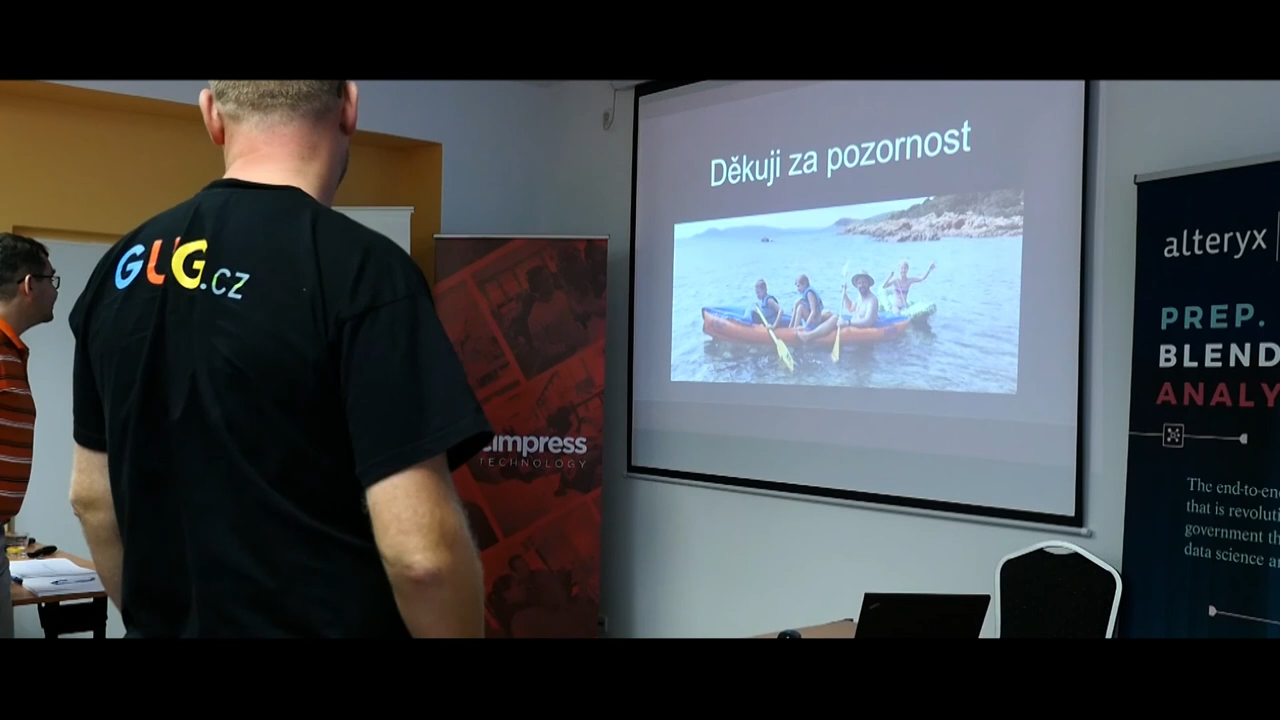 GUG.cz
Děkuji za pozornost
cimpress
TECHNOLOGY
alteryx
PREP.
BLEND
ANALY
The end-to-en
that is revoluti
government th
data science a